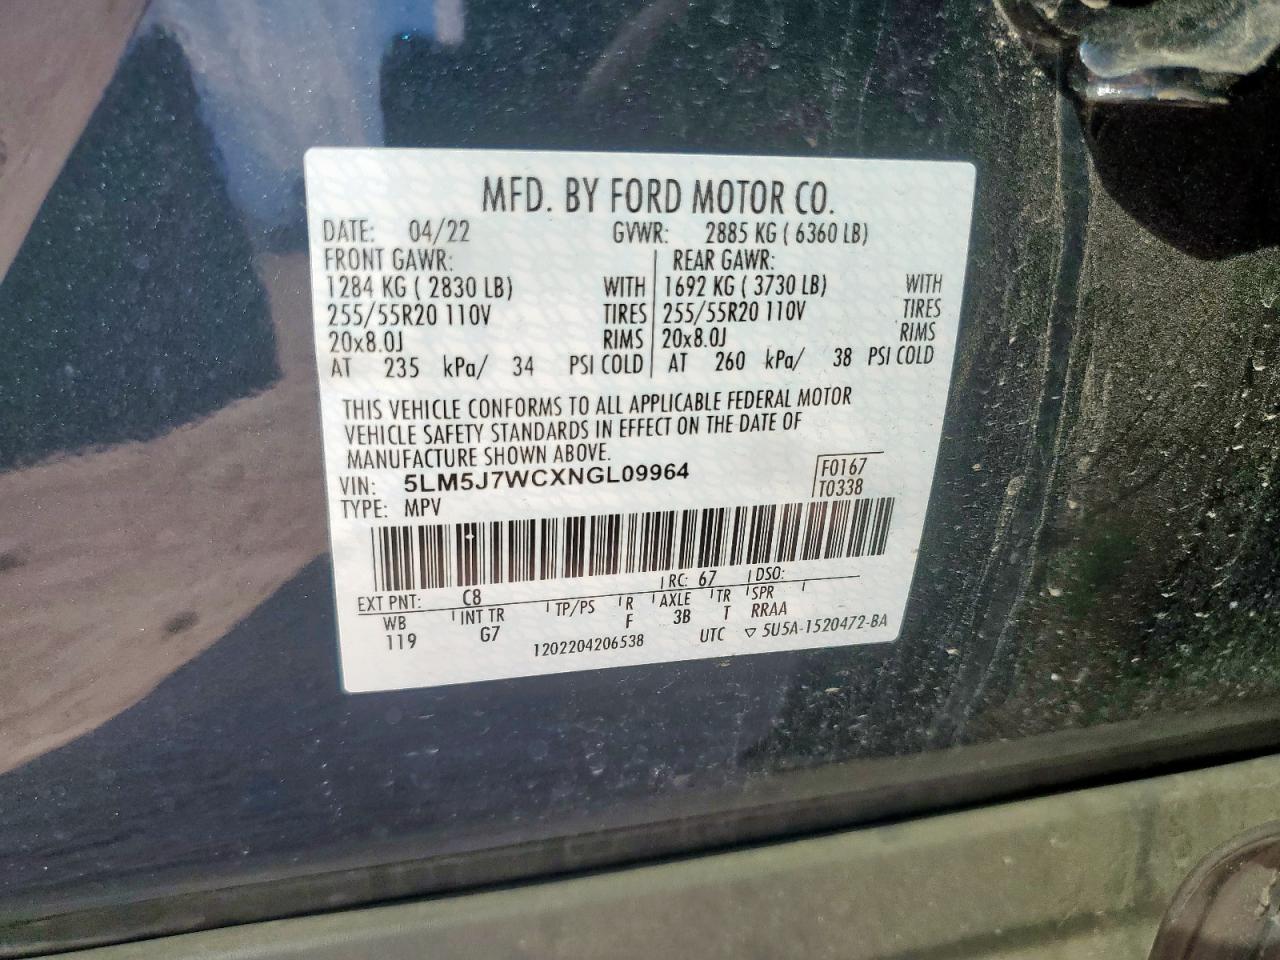 MFD. BY FORD MOTOR CO.
DATE: 04/22 GVWR: 2885 KG ( 6360 LB)
FRONT GAWR: REAR GAWR:
1284 KG ( 2830 LB) WITH 1692 KG ( 3730 LB) WITH
255/55R20 110V TIRES 255/55R20 110V TIRES
20x8.0J RIMS 20x8.0J RIMS
AT 235 kPa/ 34 PSI COLD AT 260 kPa/ 38 PSI COLD
THIS VEHICLE CONFORMS TO ALL APPLICABLE FEDERAL MOTOR
VEHICLE SAFETY STANDARDS IN EFFECT ON THE DATE OF
MANUFACTURE SHOWN ABOVE.
VIN: 5LM5J7WCXNGL09964 F0167
TYPE: MPV T0338
EXT PNT: C8 RC: 67 DSO:
WB INT TR TP/PS R AXLE TR SPR
119 G7 F 3B T RRAA
1202204206538 UTC ▽ 5U5A-1520472-BA